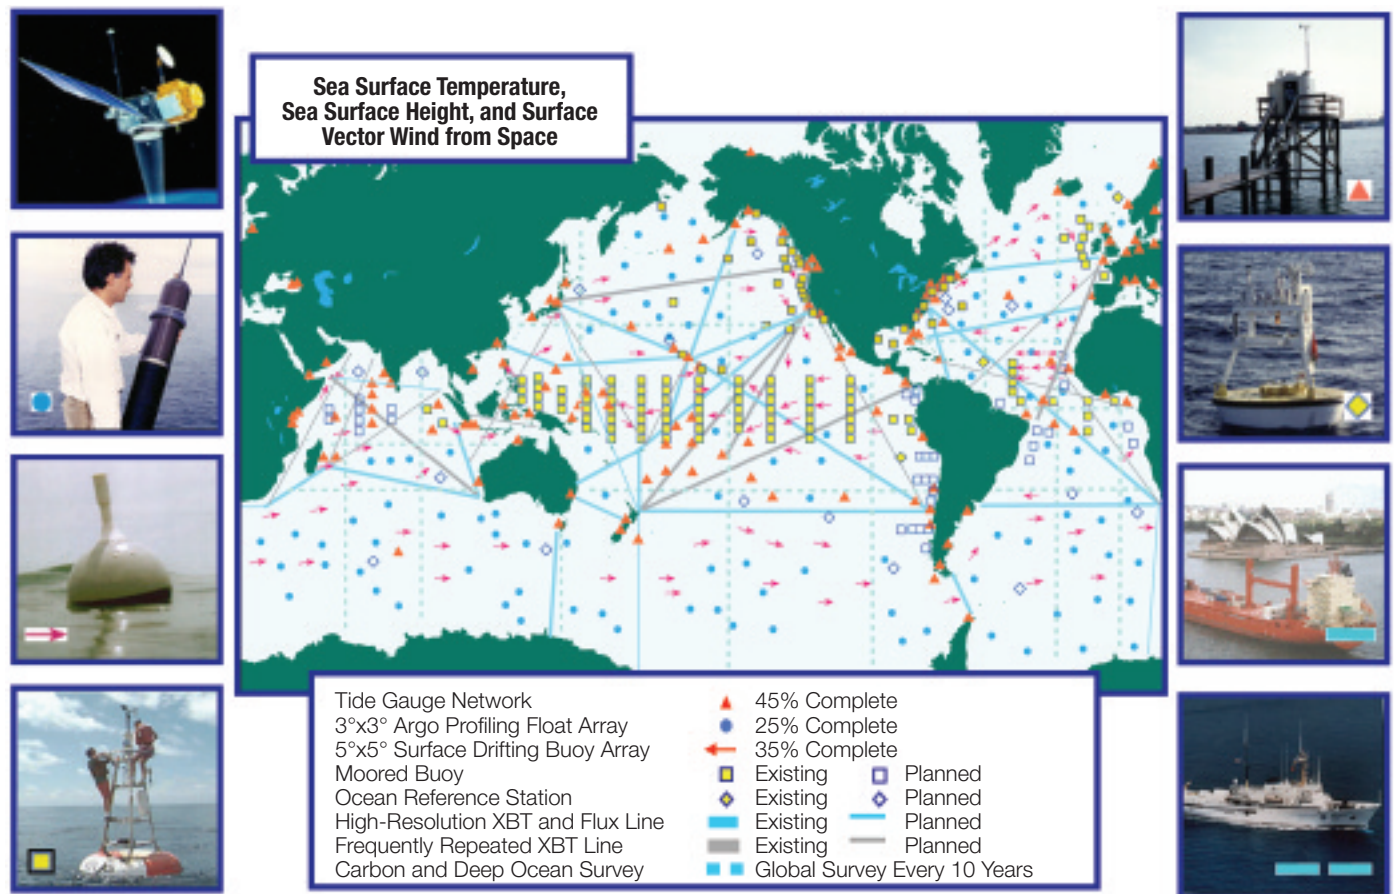 Sea Surface Temperature,
Sea Surface Height, and Surface
Vector Wind from Space
Tide Gauge Network 45% Complete
3°x3° Argo Profiling Float Array 25% Complete
5°x5° Surface Drifting Buoy Array 35% Complete
Moored Buoy Existing Planned
Ocean Reference Station Existing Planned
High-Resolution XBT and Flux Line Existing Planned
Frequently Repeated XBT Line Existing Planned
Carbon and Deep Ocean Survey Global Survey Every 10 Years